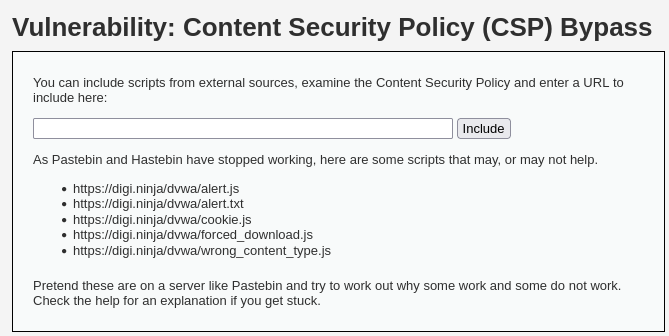 Vulnerability: Content Security Policy (CSP) Bypass
You can include scripts from external sources, examine the Content Security Policy and enter a URL to
include here:
Include
As Pastebin and Hastebin have stopped working, here are some scripts that may, or may not help.
• https://digi.ninja/dvwa/alert.js
• https://digi.ninja/dvwa/alert.txt
• https://digi.ninja/dvwa/cookie.js
• https://digi.ninja/dvwa/forced_download.js
• https://digi.ninja/dvwa/wrong_content_type.js
Pretend these are on a server like Pastebin and try to work out why some work and some do not work.
Check the help for an explanation if you get stuck.